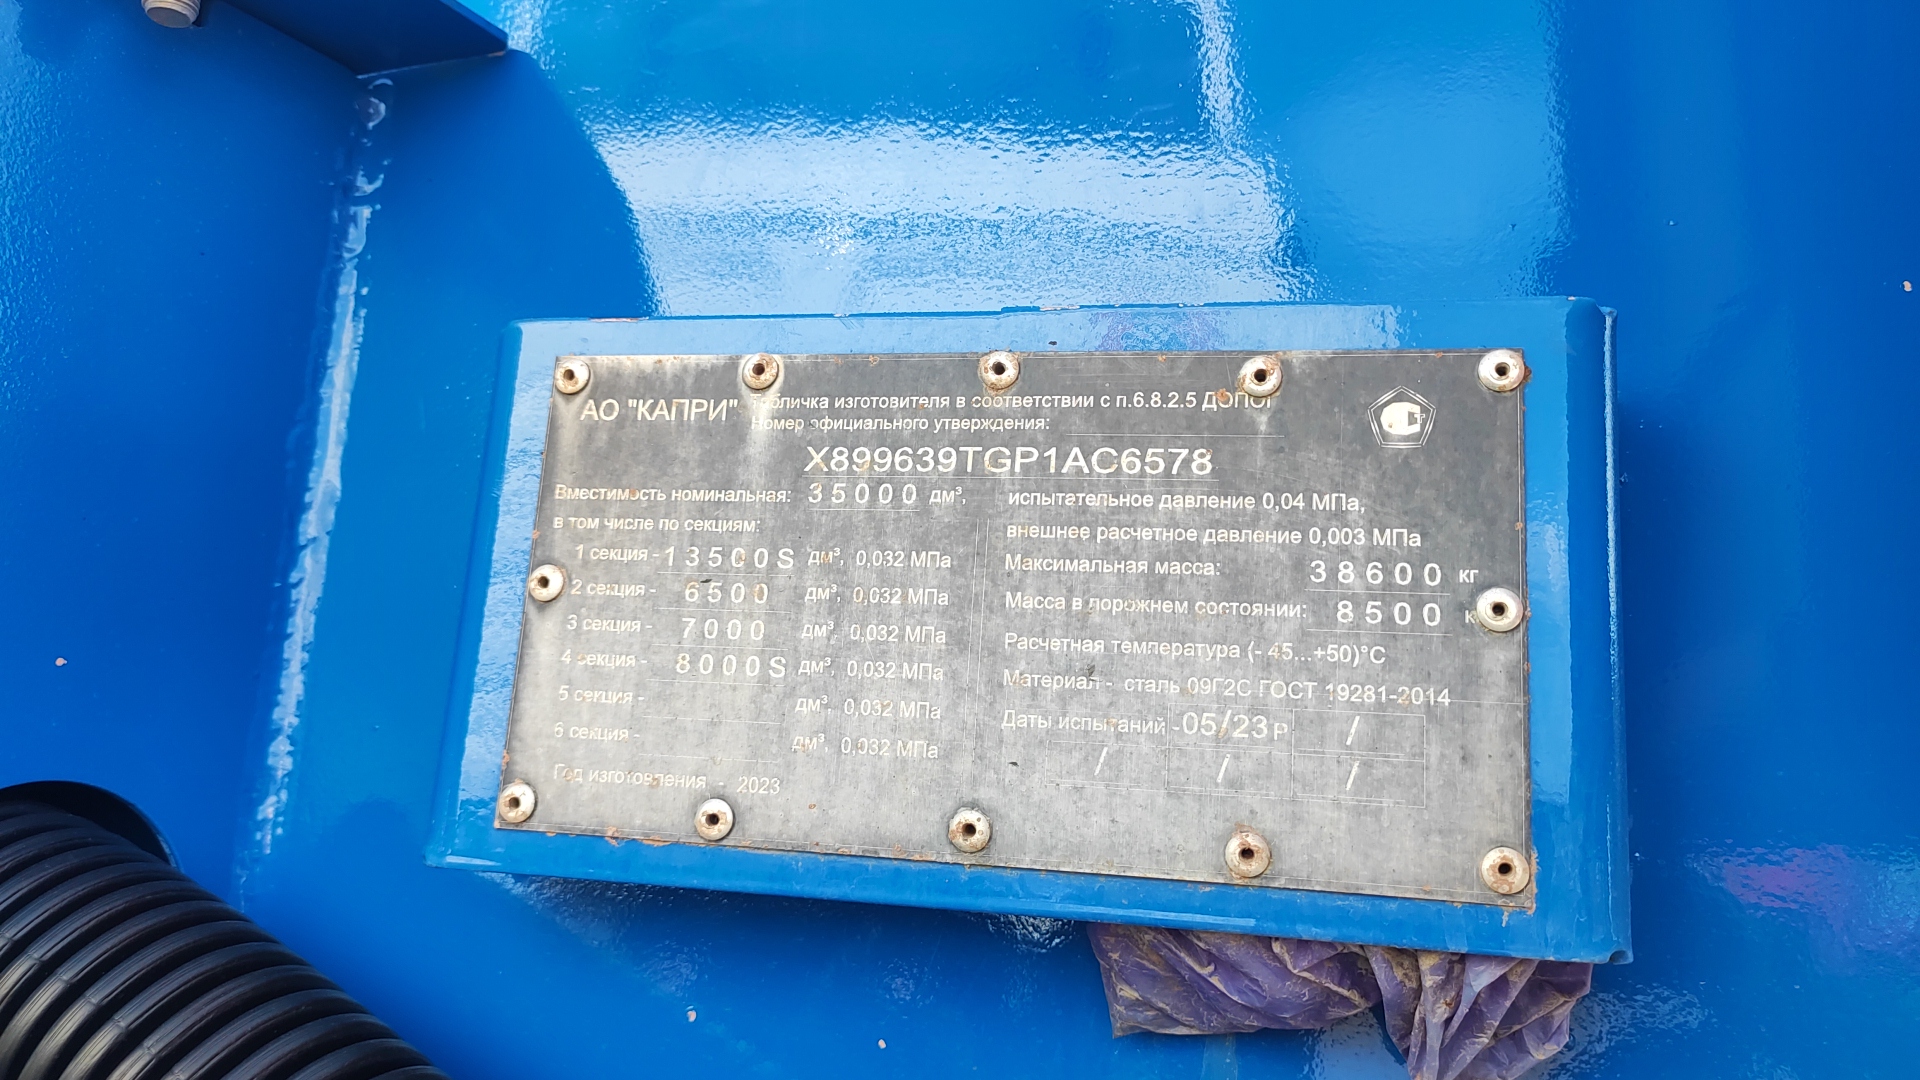 АО "КАПРИ"
Табличка изготовителя в соответствии с п.6.8.2.5 ДОПОГ
Номер официального утверждения:
X899639TGP1AC6578
Вместимость номинальная: 35000 дм³,
в том числе по секциям:
1 секция - 13500S дм³, 0,032 МПа
2 секция - 6500 дм³, 0,032 МПа
3 секция - 7000 дм³, 0,032 МПа
4 секция - 8000S дм³, 0,032 МПа
5 секция - дм³, 0,032 МПа
6 секция - дм³, 0,032 МПа
Год изготовления - 2023
испытательное давление 0,04 МПа,
внешнее расчетное давление 0,003 МПа
Максимальная масса: 38600 кг
Масса в порожнем состоянии: 8500 к
Расчетная температура (- 45...+50)°С
Материал - сталь 09Г2С ГОСТ 19281-2014
Даты испытаний - 05/23 Р /
/ / /